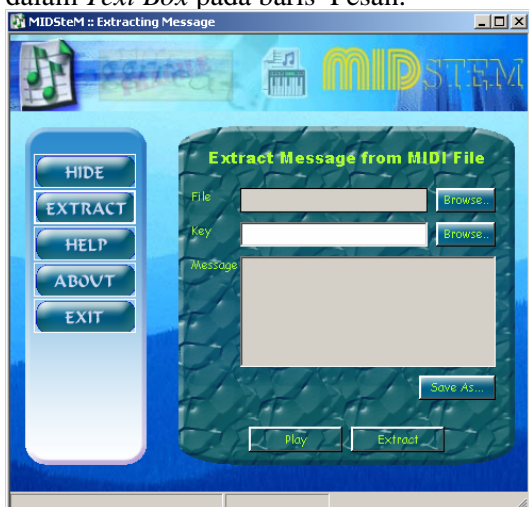 dalam Text Box pada baris 'Pesan.'
MIDSteM :: Extracting Message
MIDSTEM
Extract Message from MIDI File
HIDE
EXTRACT
HELP
ABOUT
EXIT
File
Browse..
Key
Browse..
Message
Save As...
Play
Extract